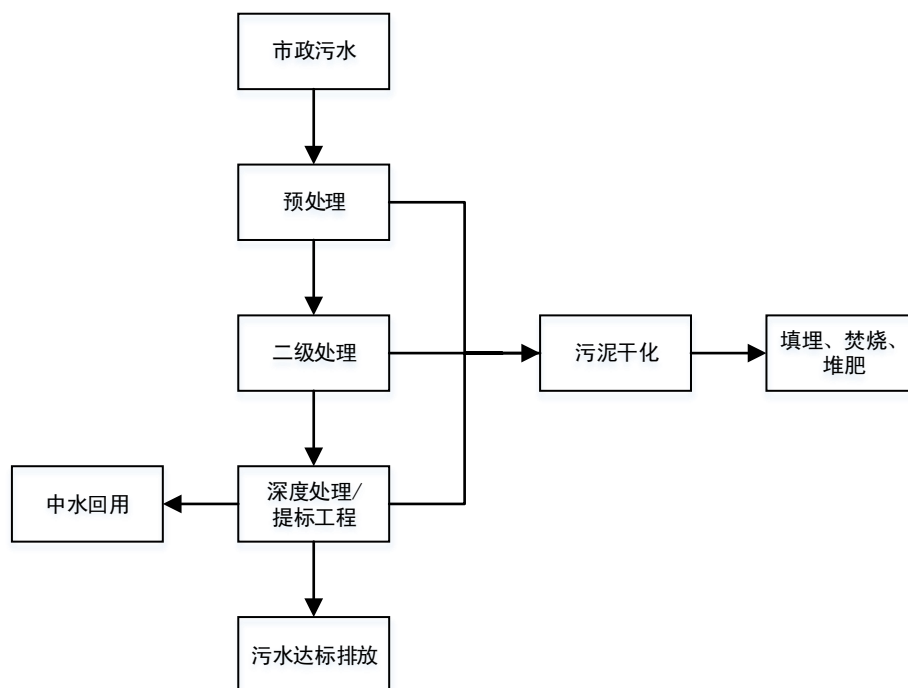 市政污水
预处理
二级处理
污泥干化
填埋、焚烧、
堆肥
中水回用
深度处理/
提标工程
污水达标排放